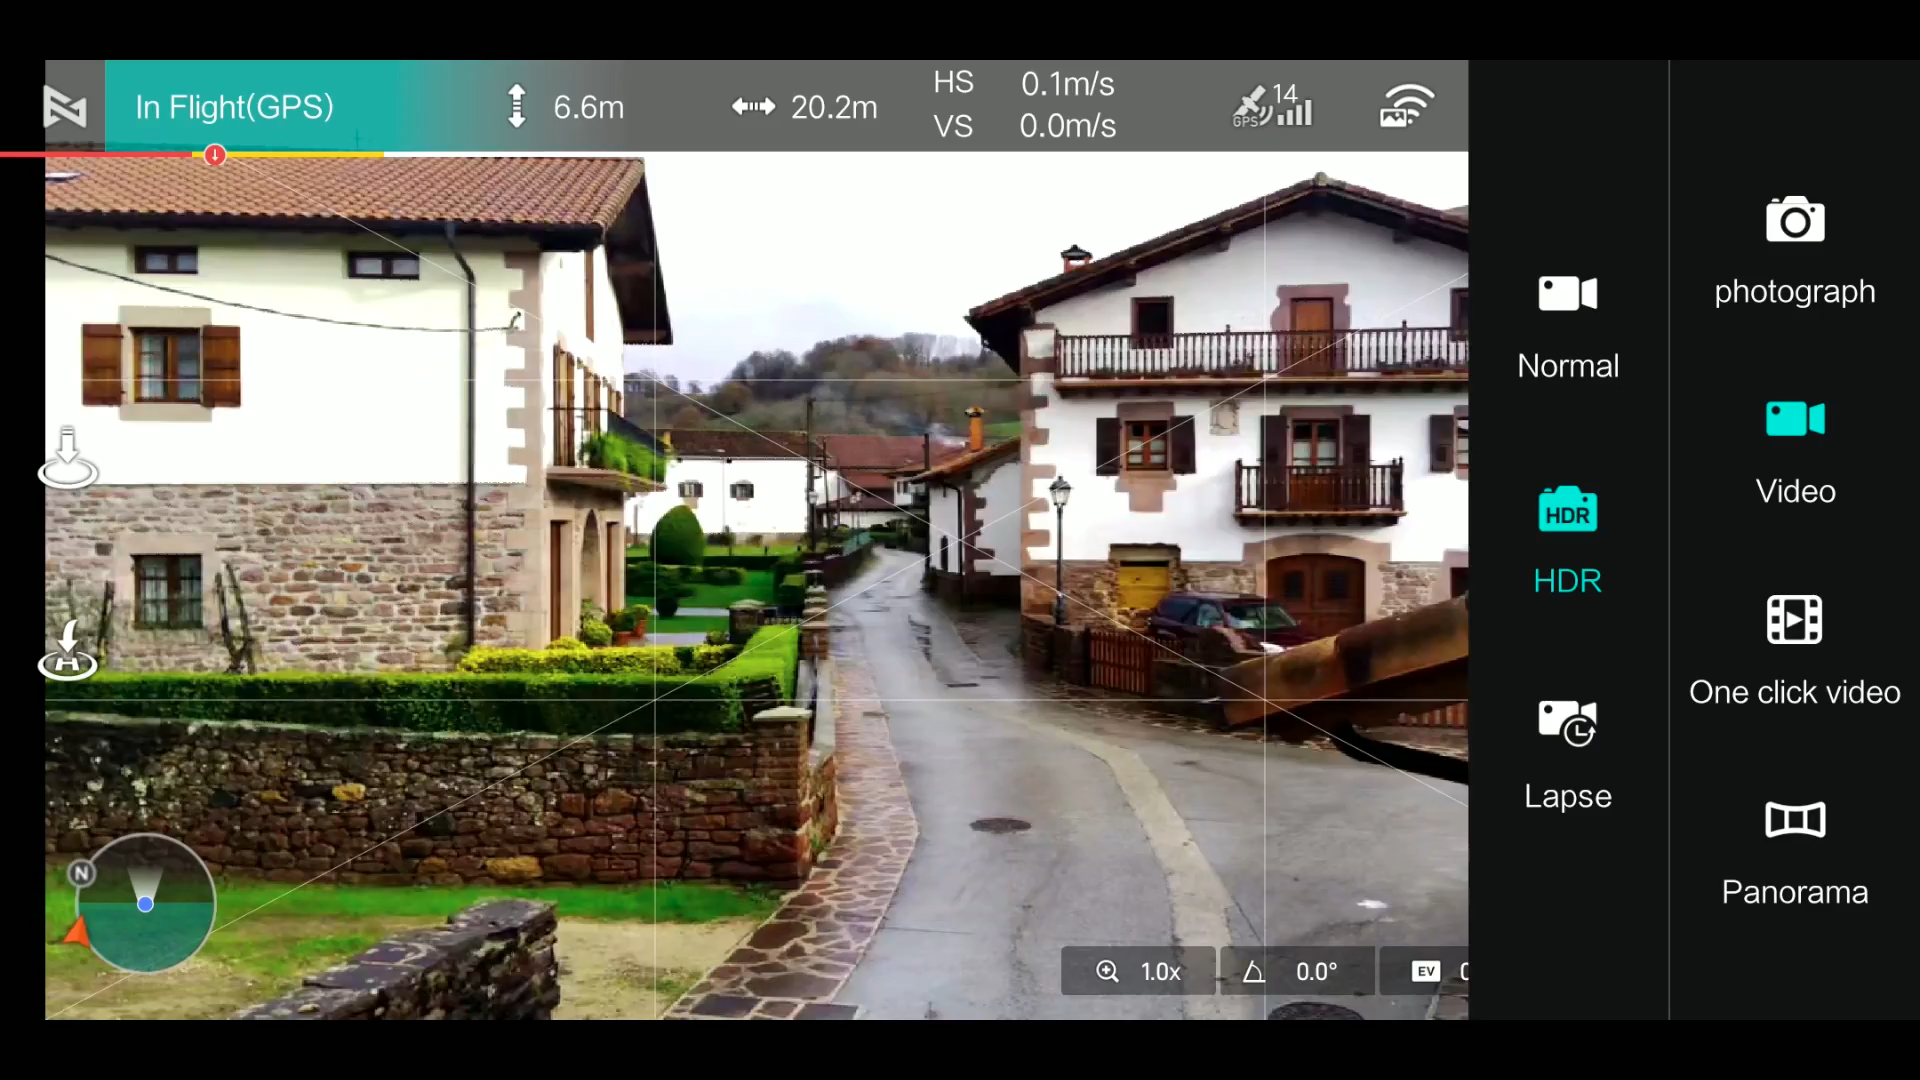 In Flight(GPS)
6.6m
20.2m
HS 0.1m/s
VS 0.0m/s
GPS 14
photograph
Normal
Video
HDR
HDR
One click video
Lapse
Panorama
N
H
1.0x
0.0°
EV